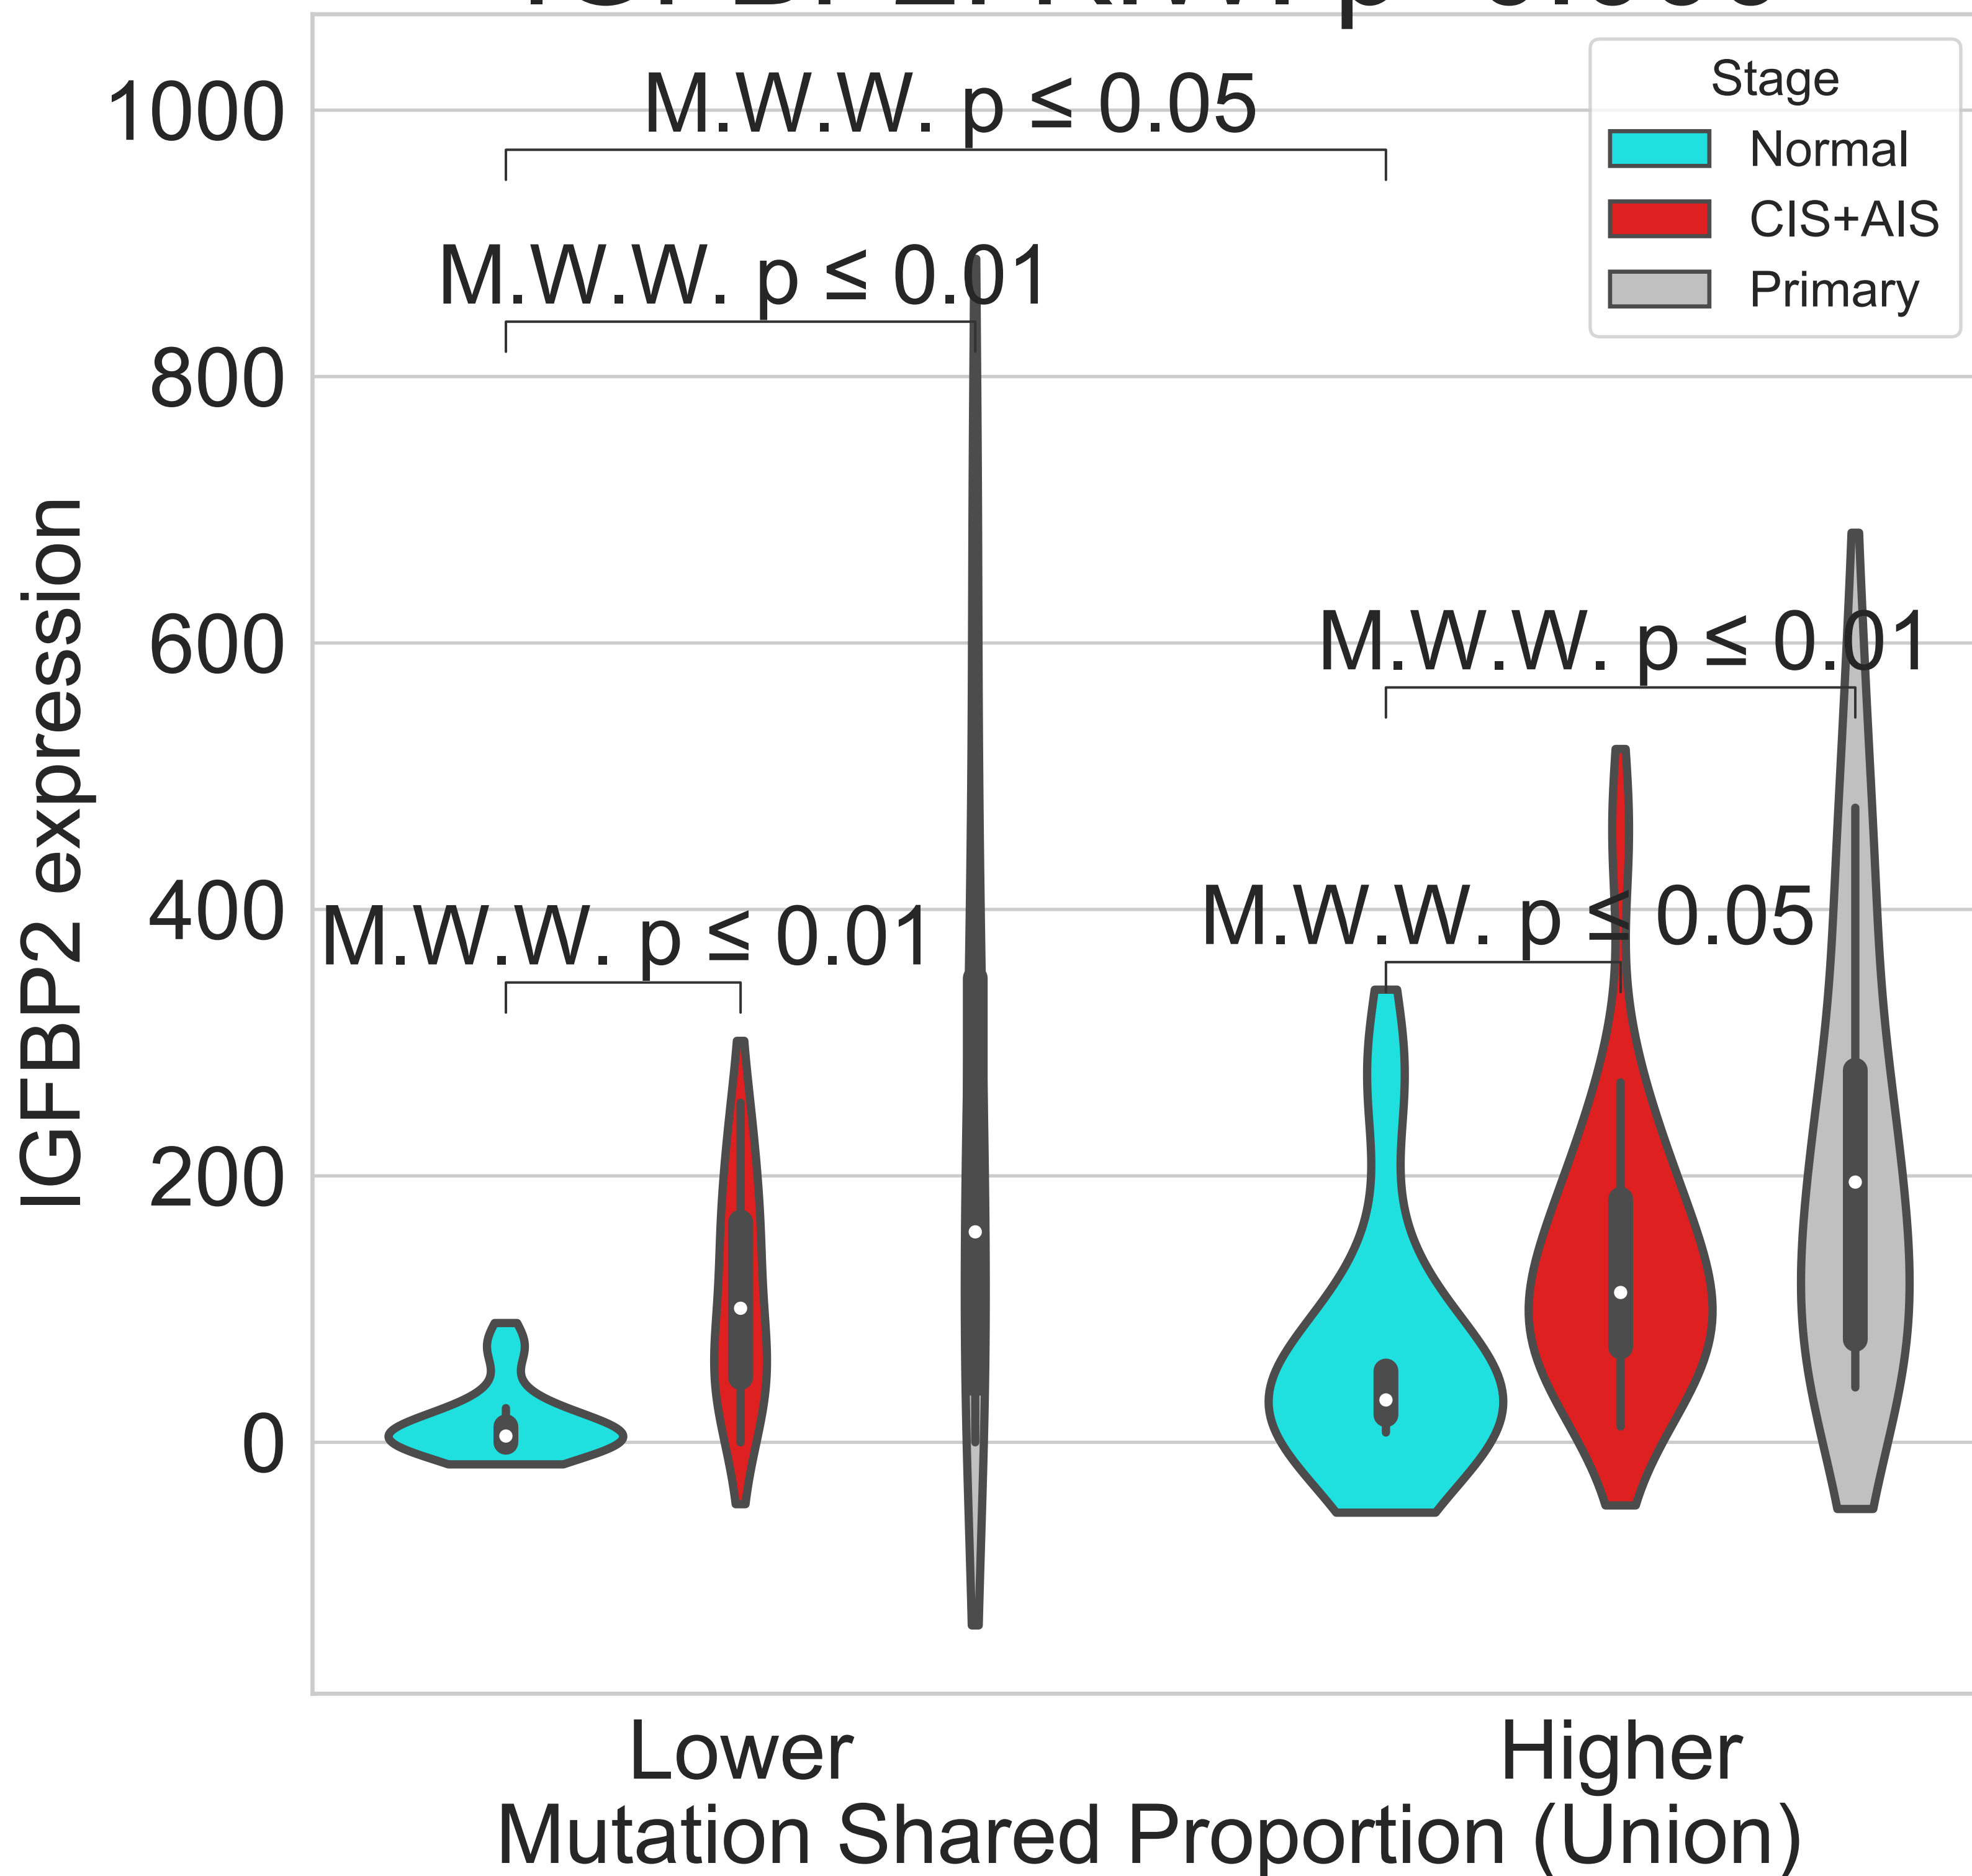 1000
800
600
400
200
0
IGFBP2 expression
M.W.W. p ≤ 0.05
M.W.W. p ≤ 0.01
M.W.W. p ≤ 0.01
M.W.W. p ≤ 0.01
M.W.W. p ≤ 0.05
Stage
Normal
CIS+AIS
Primary
Lower
Higher
Mutation Shared Proportion (Union)